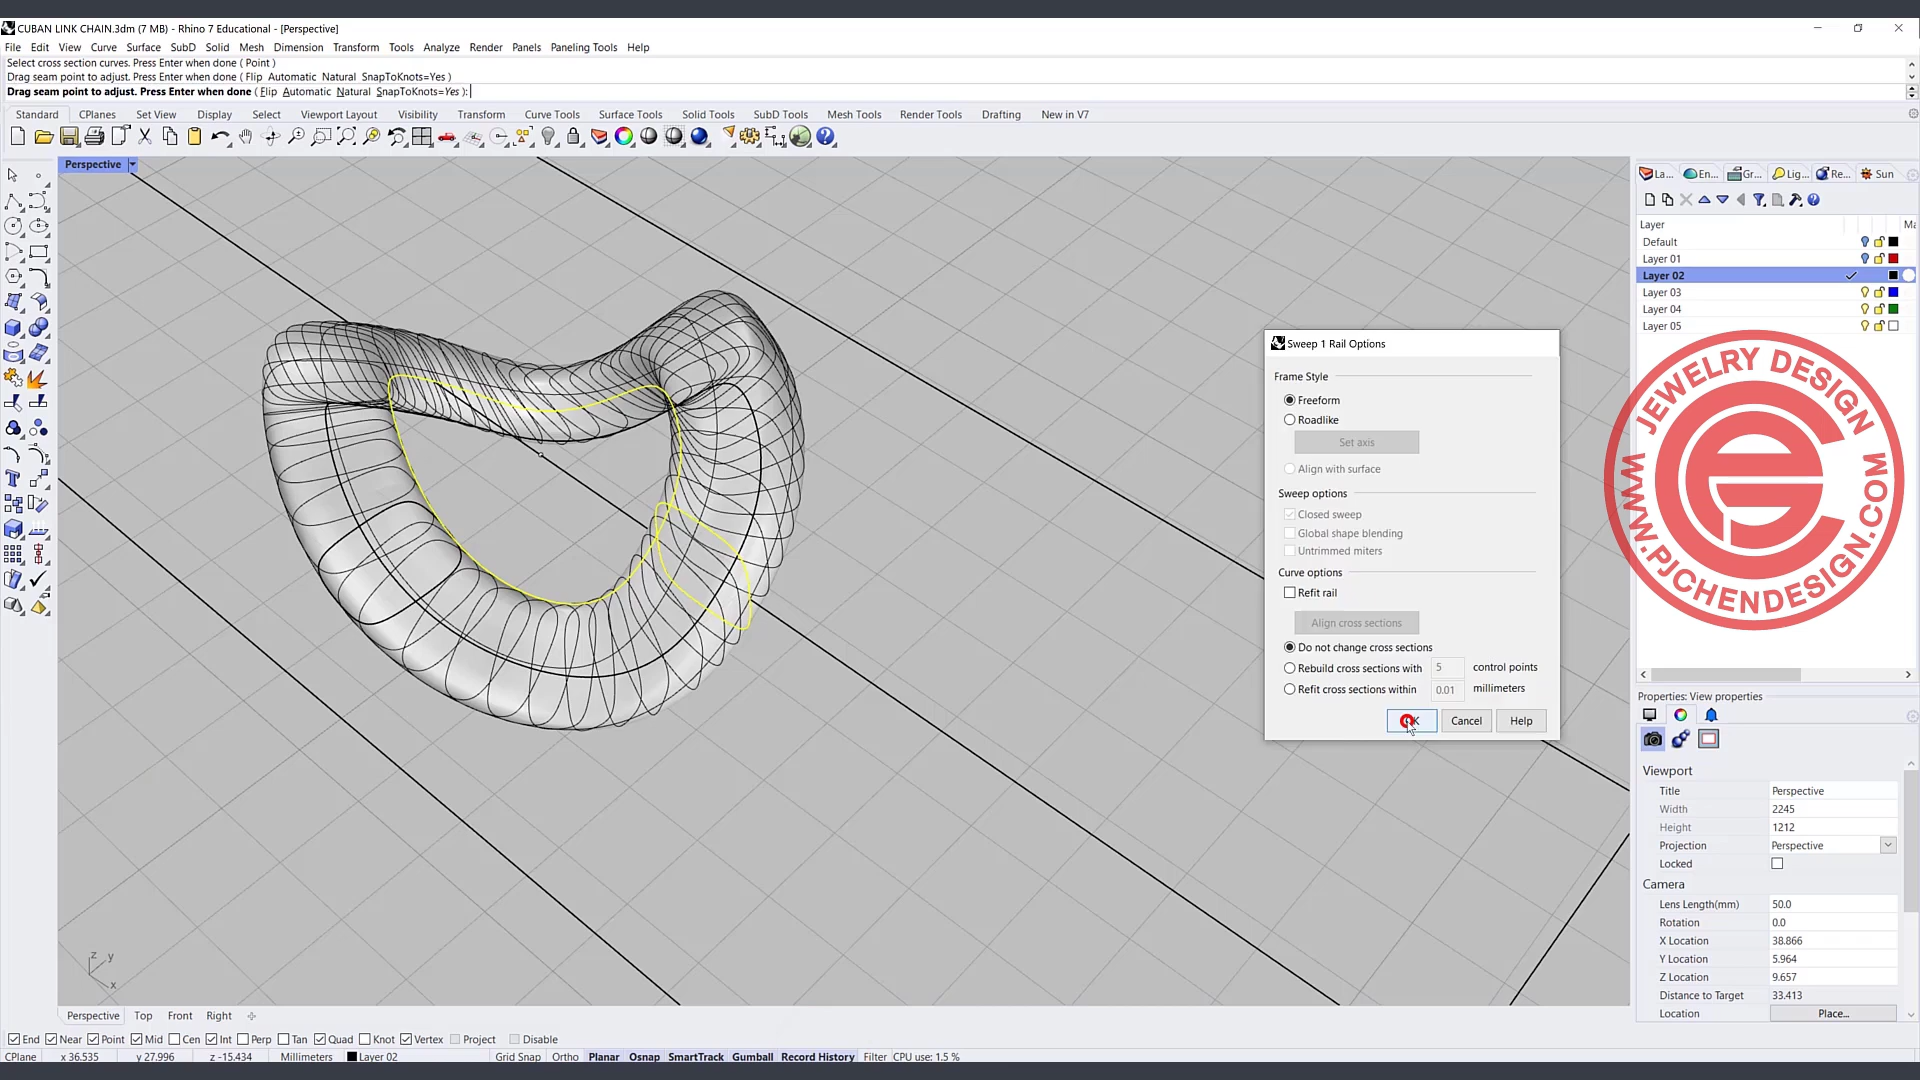 CUBAN LINK CHAIN.3dm (7 MB) - Rhino 7 Educational - [Perspective]
File Edit View Curve Surface SubD Solid Mesh Dimension Transform Tools Analyze Render Panels Paneling Tools Help
Select cross section curves. Press Enter when done ( Point )
Drag seam point to adjust. Press Enter when done ( Flip Automatic Natural SnapToKnots=Yes )
Drag seam point to adjust. Press Enter when done ( Flip Automatic Natural SnapToKnots=Yes ):
Standard CPlanes Set View Display Select Viewport Layout Visibility Transform Curve Tools Surface Tools Solid Tools SubD Tools Mesh Tools Render Tools Drafting New in V7
Perspective
La... En... Gr... Lig... Re... Sun
Layer Ma
Default
Layer 01
Layer 02
Layer 03
Layer 04
Layer 05
JEWELRY DESIGN
WWW.PJCHENDESIGN.COM
Sweep 1 Rail Options
Frame Style
Freeform
Roadlike
Set axis
Align with surface
Sweep options
Closed sweep
Global shape blending
Untrimmed miters
Curve options
Refit rail
Align cross sections
Do not change cross sections
Rebuild cross sections with 5 control points
Refit cross sections within 0.01 millimeters
Cancel Help
Properties: View properties
Viewport
Title Perspective
Width 2245
Height 1212
Projection Perspective
Locked
Camera
Lens Length(mm) 50.0
Rotation 0.0
X Location 38.866
Y Location 5.964
Z Location 9.657
Distance to Target 33.413
Location Place...
z y
x
Perspective Top Front Right
End Near Point Mid Cen Int Perp Tan Quad Knot Vertex Project Disable
CPlane x 36.535 y 27.996 z -15.434 Millimeters Layer 02 Grid Snap Ortho Planar Osnap SmartTrack Gumball Record History Filter CPU use: 1.5 %